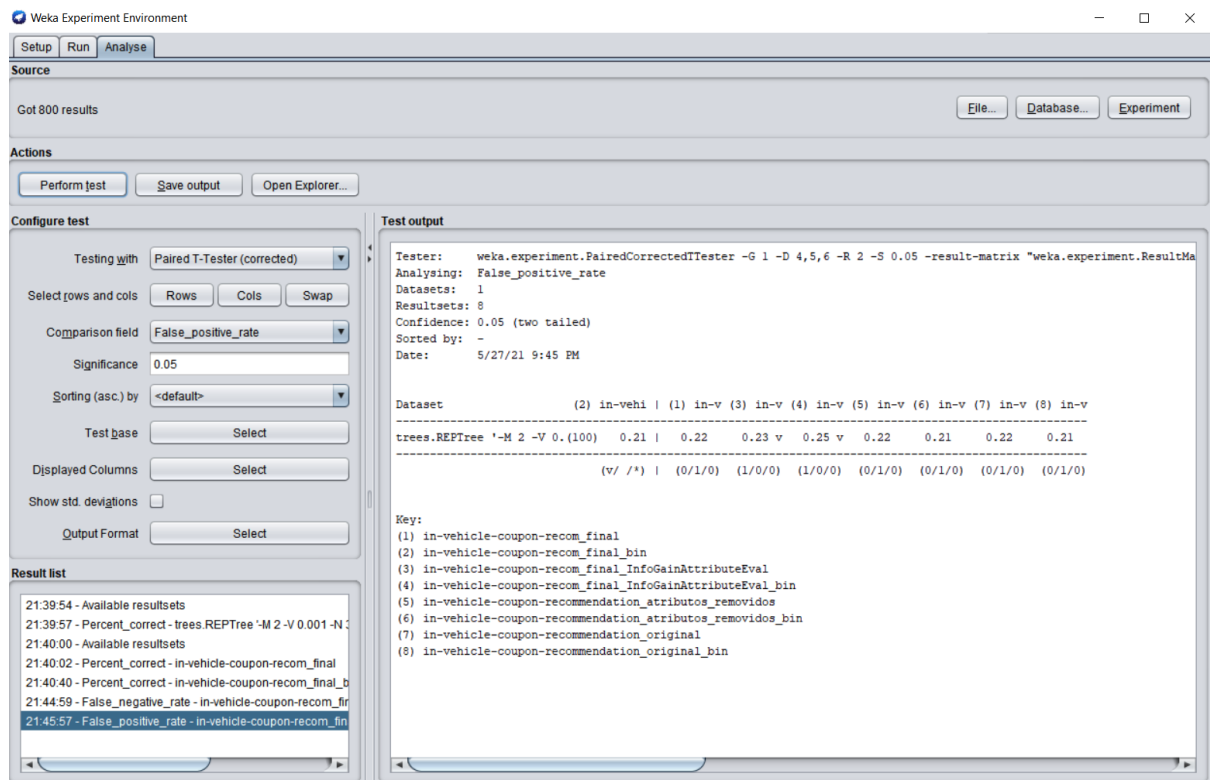 Weka Experiment Environment
Setup Run Analyse
Source
Got 800 results
File... Database... Experiment
Actions
Perform test Save output Open Explorer...
Configure test
Testing with Paired T-Tester (corrected)
Select rows and cols Rows Cols Swap
Comparison field False_positive_rate
Significance 0.05
Sorting (asc.) by <default>
Test base Select
Displayed Columns Select
Show std. deviations
Output Format Select
Result list
21:39:54 - Available resultsets
21:39:57 - Percent_correct - trees.REPTree '-M 2 -V 0.001 -N
21:40:00 - Available resultsets
21:40:02 - Percent_correct - in-vehicle-coupon-recom_final
21:40:40 - Percent_correct - in-vehicle-coupon-recom_final_b
21:44:59 - False_negative_rate - in-vehicle-coupon-recom_fin
21:45:57 - False_positive_rate - in-vehicle-coupon-recom_fin
Test output
Tester: weka.experiment.PairedCorrectedTTester -G 1 -D 4,5,6 -R 2 -S 0.05 -result-matrix "weka.experiment.ResultMa
Analysing: False_positive_rate
Datasets: 1
Resultsets: 8
Confidence: 0.05 (two tailed)
Sorted by: -
Date: 5/27/21 9:45 PM
Dataset (2) in-vehi | (1) in-v (3) in-v (4) in-v (5) in-v (6) in-v (7) in-v (8) in-v
--------------------------------------------------------------------------------
trees.REPTree '-M 2 -V 0.(100) 0.21 | 0.22 0.23 v 0.25 v 0.22 0.21 0.22 0.21
--------------------------------------------------------------------------------
(v/ /*) | (0/1/0) (1/0/0) (1/0/0) (0/1/0) (0/1/0) (0/1/0) (0/1/0)
Key:
(1) in-vehicle-coupon-recom_final
(2) in-vehicle-coupon-recom_final_bin
(3) in-vehicle-coupon-recom_final_InfoGainAttributeEval
(4) in-vehicle-coupon-recom_final_InfoGainAttributeEval_bin
(5) in-vehicle-coupon-recommendation_atributos_removidos
(6) in-vehicle-coupon-recommendation_atributos_removidos_bin
(7) in-vehicle-coupon-recommendation_original
(8) in-vehicle-coupon-recommendation_original_bin